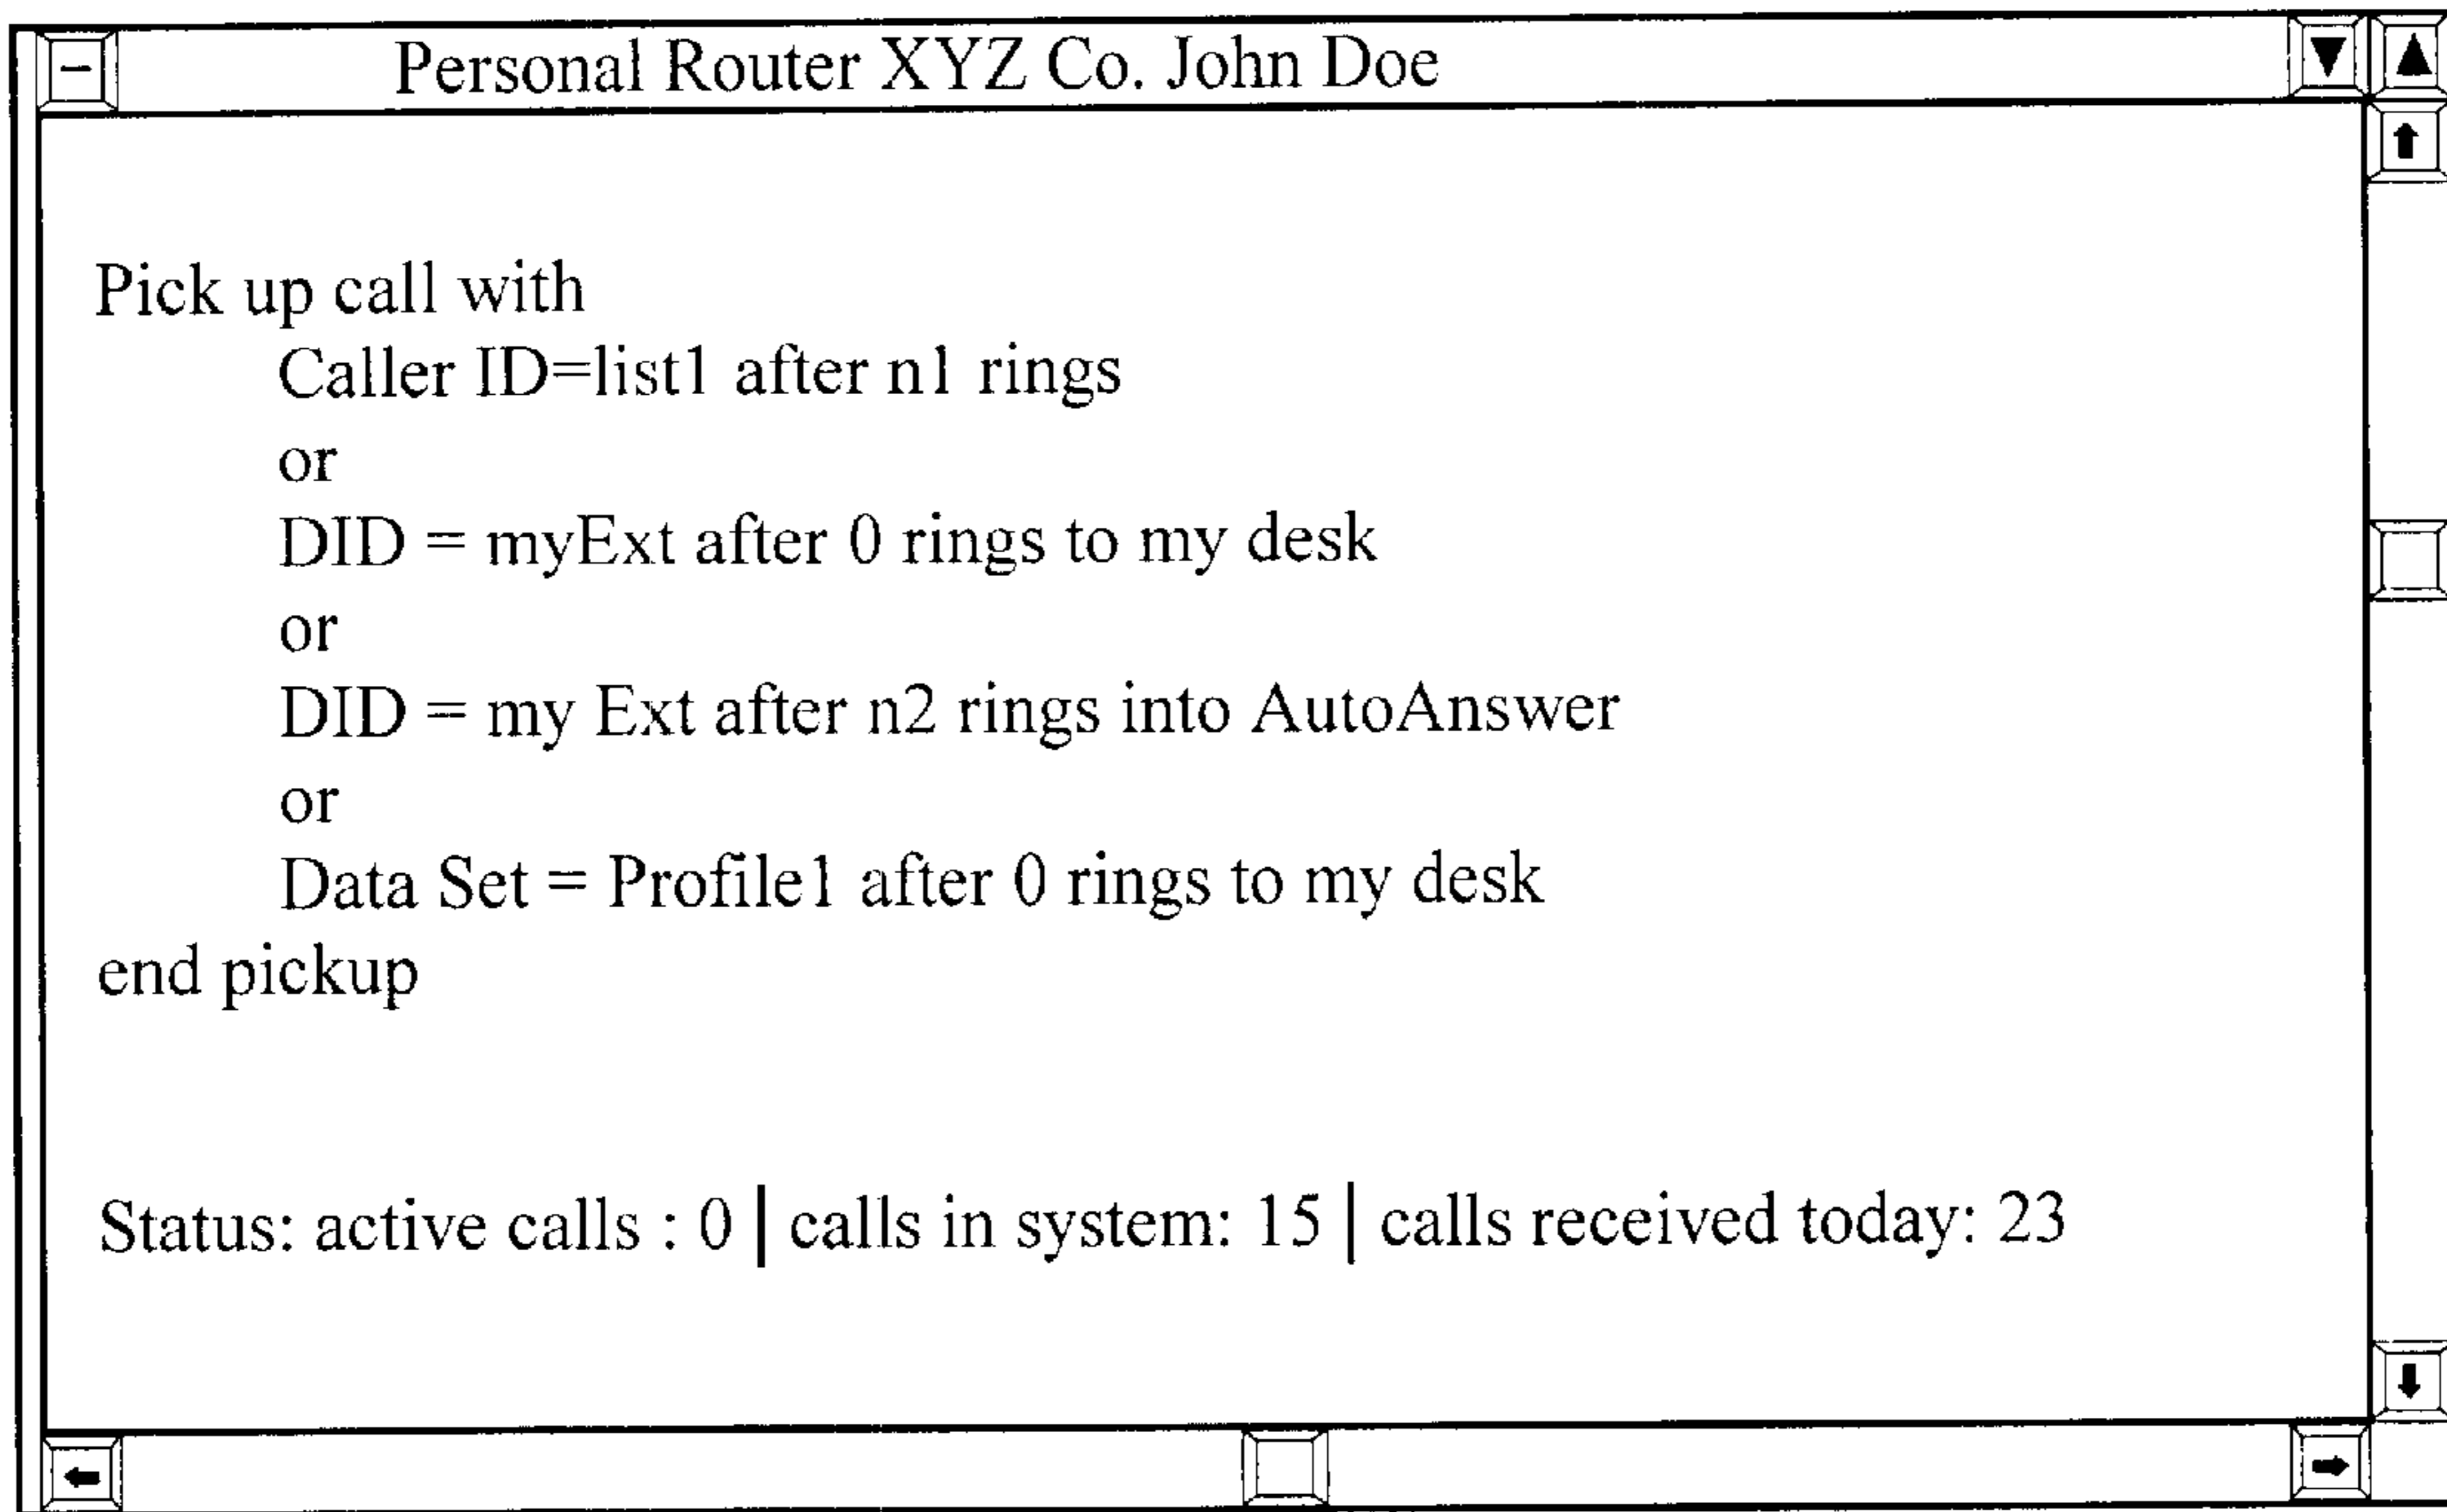 Personal Router XYZ Co. John Doe
Pick up call with
Caller ID=list1 after n1 rings
or
DID = myExt after 0 rings to my desk
or
DID = my Ext after n2 rings into AutoAnswer
or
Data Set = Profile1 after 0 rings to my desk
end pickup
Status: active calls : 0 | calls in system: 15 | calls received today: 23